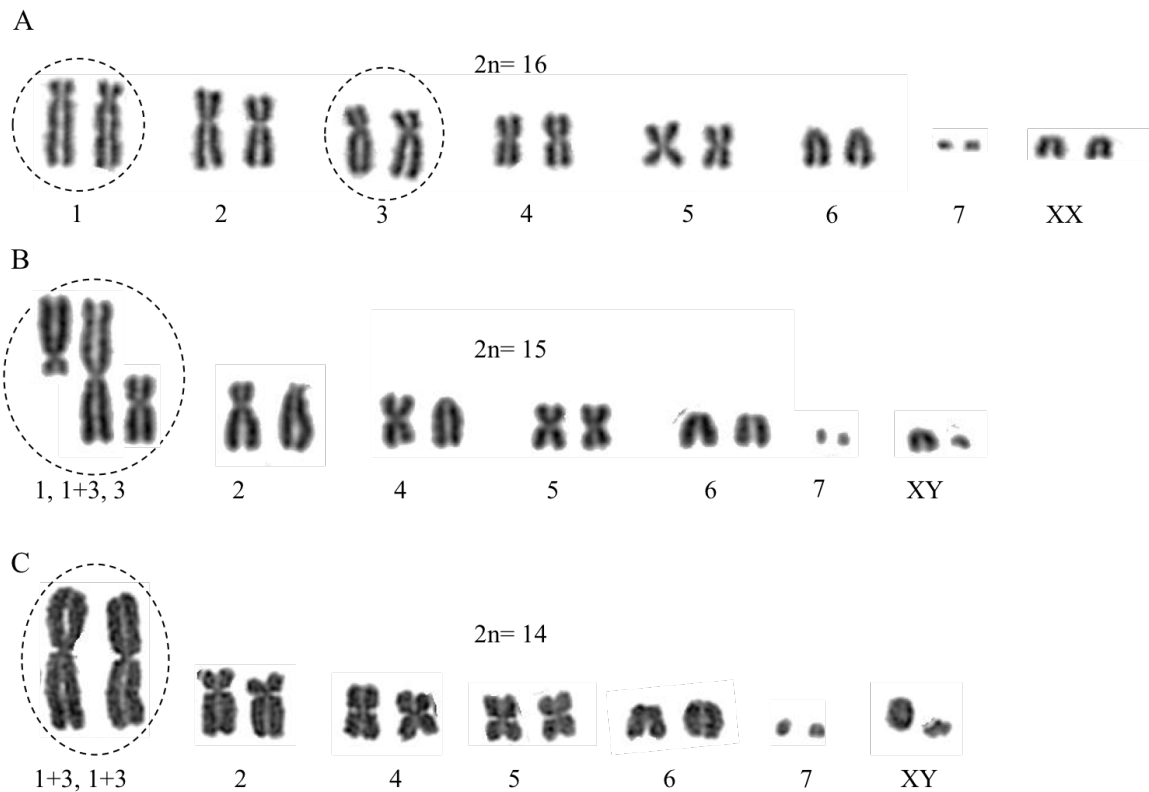 A
2n= 16
1 2 3 4 5 6 7 XX
B
2n= 15
1, 1+3, 3 2 4 5 6 7 XY
C
2n= 14
1+3, 1+3 2 4 5 6 7 XY